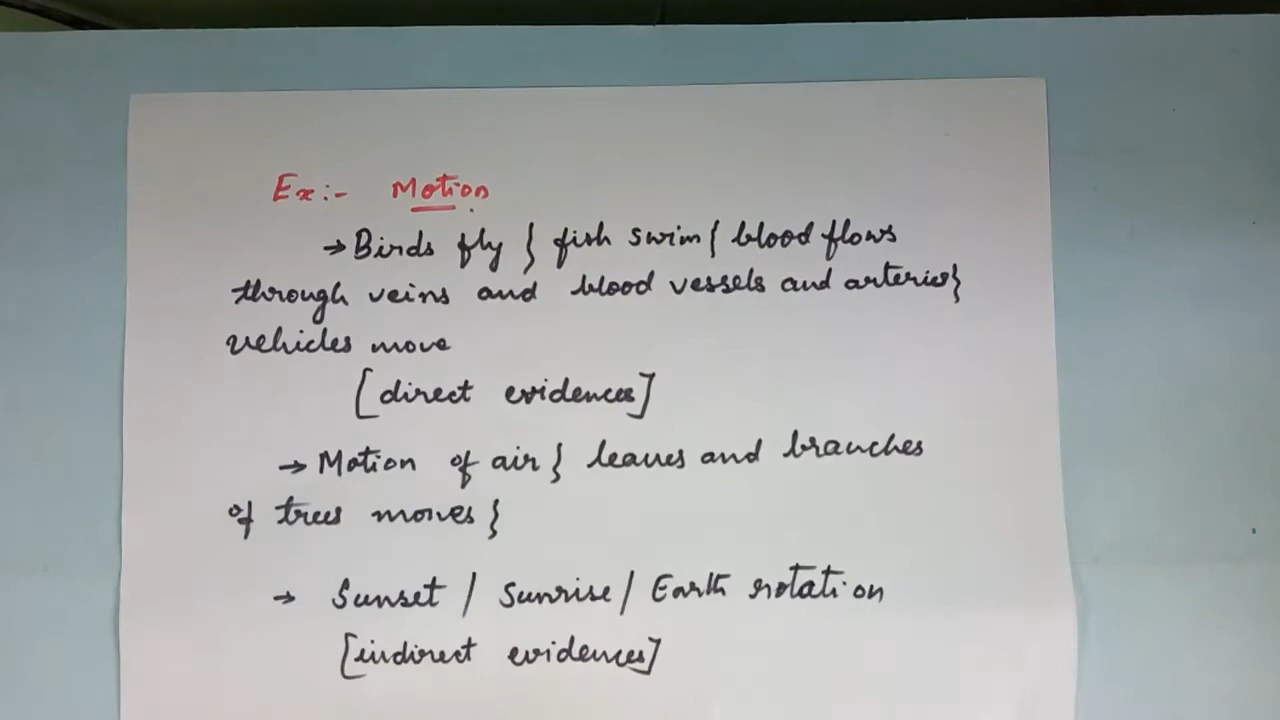 Ex:- Motion
→ Birds fly } fish swim { blood flows
through veins and blood vessels and arteries}
vehicles move
[direct evidences]
→ Motion of air } leaves and branches
of trees moves }
→ Sunset / Sunrise / Earth rotation
[indirect evidences]